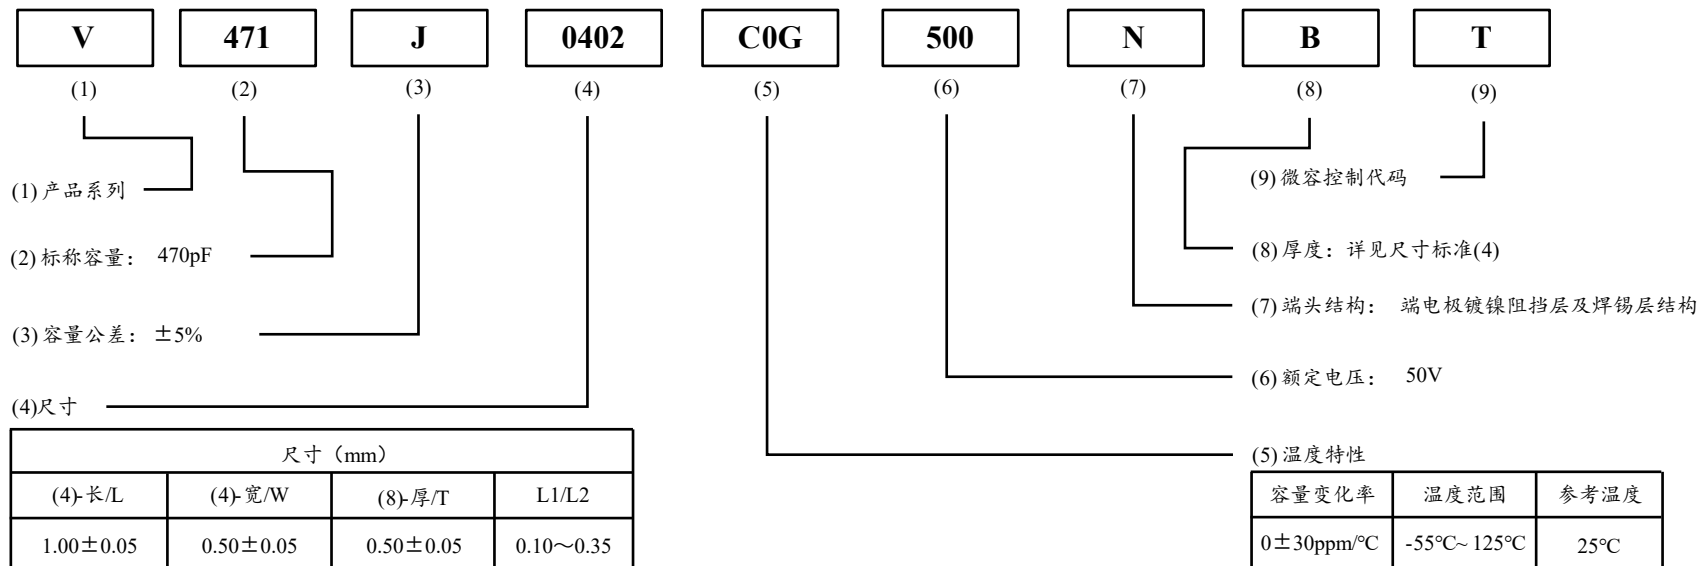 V 471 J 0402 C0G 500 N B T
(1) (2) (3) (4) (5) (6) (7) (8) (9)
(1)产品系列
(2)标称容量： 470pF
(3)容量公差： ±5%
(4)尺寸
尺寸（mm）
(4)-长/L (4)-宽/W (8)-厚/T L1/L2
1.00±0.05 0.50±0.05 0.50±0.05 0.10～0.35
(9)微容控制代码
(8)厚度：详见尺寸标准(4)
(7)端头结构： 端电极镀镍阻挡层及焊锡层结构
(6)额定电压： 50V
(5)温度特性
容量变化率 温度范围 参考温度
0±30ppm/℃ -55℃~125℃ 25℃